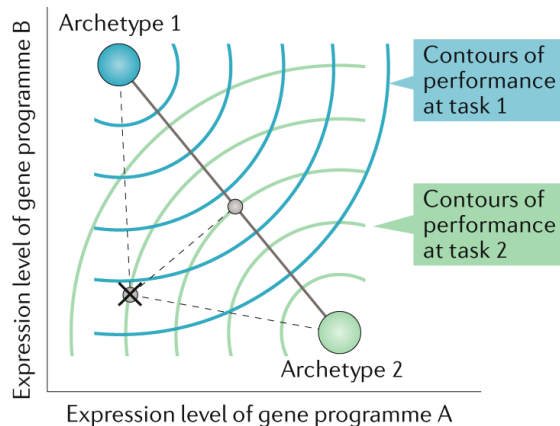 Archetype 1
Contours of
performance
at task 1
Contours of
performance
at task 2
Archetype 2
Expression level of gene programme B
Expression level of gene programme A